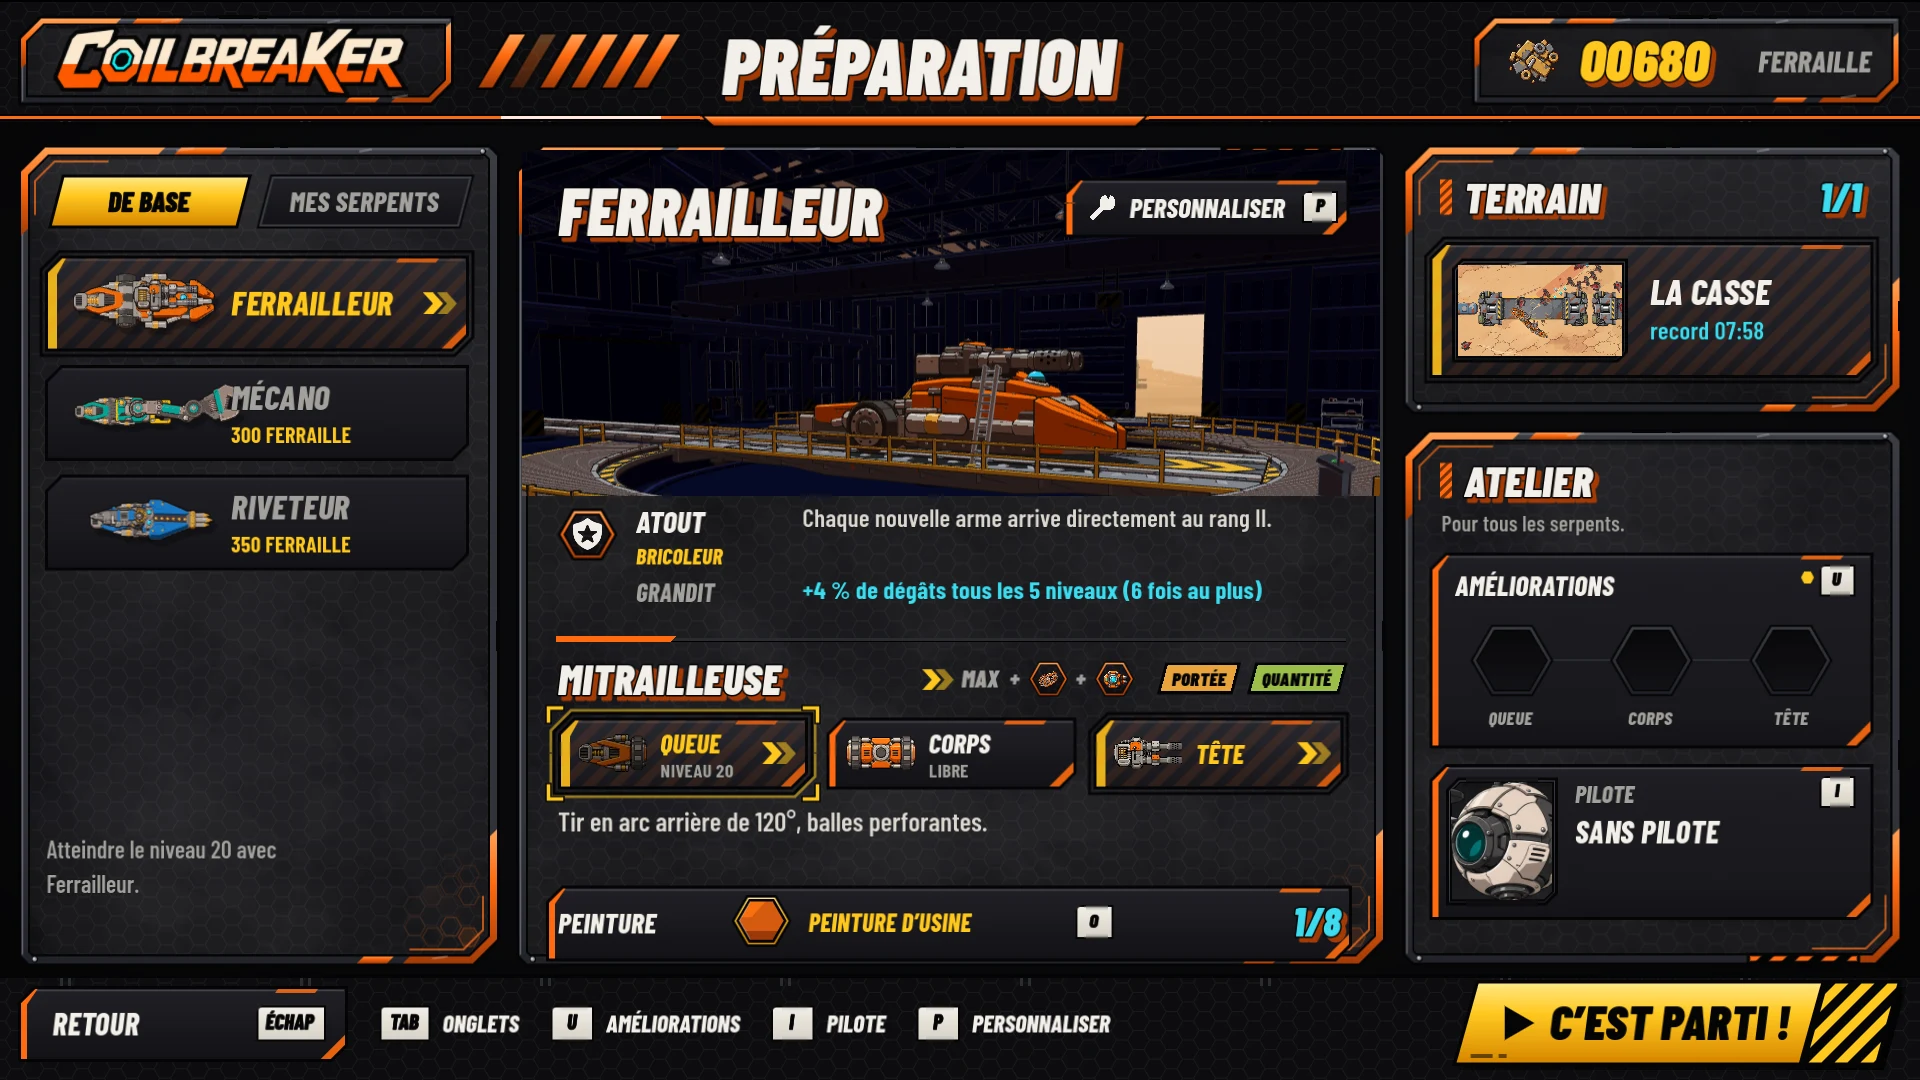 COILBREAKER
PRÉPARATION
00680 FERRAILLE
DE BASE
MES SERPENTS
FERRAILLEUR
MÉCANO
300 FERRAILLE
RIVETEUR
350 FERRAILLE
Atteindre le niveau 20 avec
Ferrailleur.
FERRAILLEUR
PERSONNALISER P
ATOUT
BRICOLEUR
Chaque nouvelle arme arrive directement au rang II.
GRANDIT
+4 % de dégâts tous les 5 niveaux (6 fois au plus)
MITRAILLEUSE
MAX + +
PORTÉE
QUANTITÉ
QUEUE
NIVEAU 20
CORPS
LIBRE
TÊTE
Tir en arc arrière de 120°, balles perforantes.
PEINTURE
PEINTURE D'USINE
O
1/8
TERRAIN
1/1
LA CASSE
record 07:58
ATELIER
Pour tous les serpents.
AMÉLIORATIONS
U
QUEUE
CORPS
TÊTE
PILOTE
I
SANS PILOTE
RETOUR ÉCHAP
TAB ONGLETS
U AMÉLIORATIONS
I PILOTE
P PERSONNALISER
C'EST PARTI !